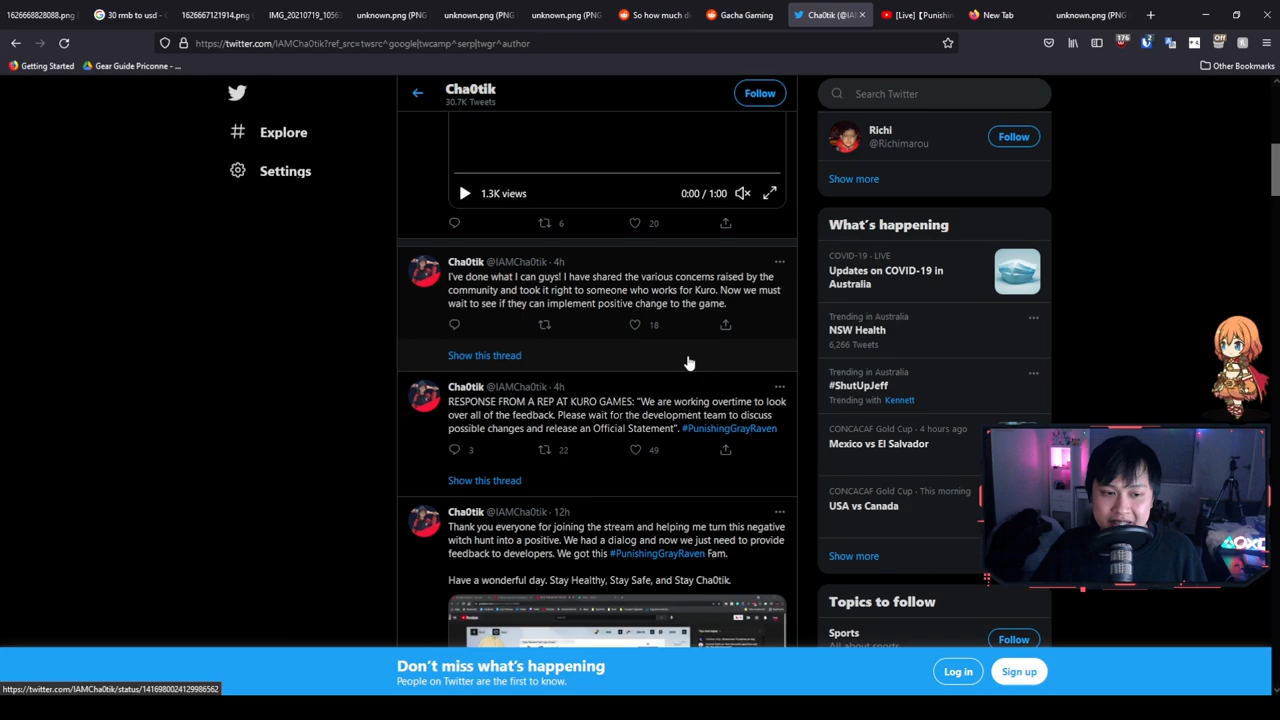 1626668828088.png
30 rmb to usd -
1626667121914.png
IMG_20210719_1056
unknown.png (PNG
unknown.png (PNG
unknown.png (PNG
So how much di
Gacha Gaming
Cha0tik (@IAM
[Live]【Punishin
New Tab
unknown.png (PNG
https://twitter.com/IAMCha0tik?ref_src=twsrc^google|twcamp^serp|twgr^author
176
2
Off
Getting Started
Gear Guide Priconne - ...
Other Bookmarks
Explore
Settings
Cha0tik
30.7K Tweets
Follow
1.3K views
0:00 / 1:00
6
20
Cha0tik @IAMCha0tik · 4h
I've done what I can guys! I have shared the various concerns raised by the
community and took it right to someone who works for Kuro. Now we must
wait to see if they can implement positive change to the game.
18
Show this thread
Cha0tik @IAMCha0tik · 4h
RESPONSE FROM A REP AT KURO GAMES: "We are working overtime to look
over all of the feedback. Please wait for the development team to discuss
possible changes and release an Official Statement". #PunishingGrayRaven
3
22
49
Show this thread
Cha0tik @IAMCha0tik · 12h
Thank you everyone for joining the stream and helping me turn this negative
witch hunt into a positive. We had a dialog and now we just need to provide
feedback to developers. We got this #PunishingGrayRaven Fam.
Have a wonderful day. Stay Healthy, Stay Safe, and Stay Cha0tik.
Search Twitter
Richi
@Richimarou
Follow
Show more
What's happening
COVID-19 · LIVE
Updates on COVID-19 in
Australia
Trending in Australia
NSW Health
6,266 Tweets
Trending in Australia
#ShutUpJeff
Trending with Kennett
CONCACAF Gold Cup · 4 hours ago
Mexico vs El Salvador
CONCACAF Gold Cup · This morning
USA vs Canada
Show more
Topics to follow
Sports
Follow
Don't miss what's happening
People on Twitter are the first to know.
Log in
Sign up
https://twitter.com/IAMCha0tik/status/1416980024129986562